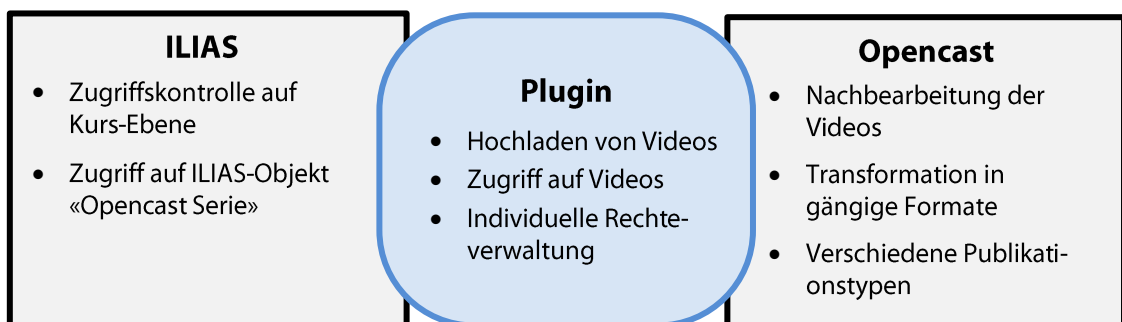 ILIAS
• Zugriffskontrolle auf
Kurs-Ebene
• Zugriff auf ILIAS-Objekt
«Opencast Serie»
Plugin
• Hochladen von Videos
• Zugriff auf Videos
• Individuelle Rechte-
verwaltung
Opencast
• Nachbearbeitung der
Videos
• Transformation in
gängige Formate
• Verschiedene Publikati-
onstypen